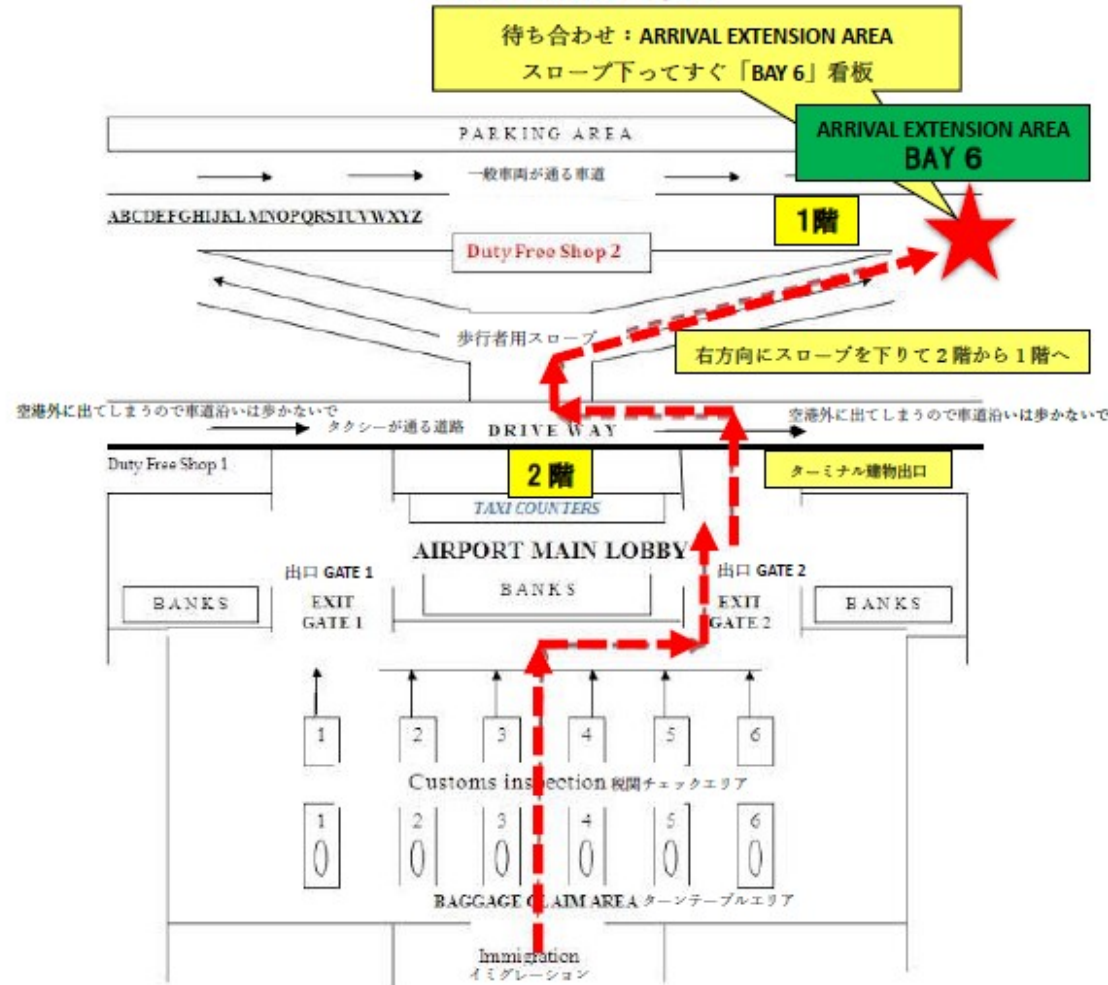 待ち合わせ：ARRIVAL EXTENSION AREA
スロープ下ってすぐ「BAY 6」看板
PARKING AREA
ARRIVAL EXTENSION AREA
BAY 6
一般車両が通る車道
ABCDEFGHIJKLMNOPQRSTUVWXYZ
1階
Duty Free Shop 2
歩行者用スロープ
右方向にスロープを下りて2階から1階へ
空港外に出てしまうので車道沿いは歩かないで
タクシーが通る道路
DRIVE WAY
空港外に出てしまうので車道沿いは歩かないで
Duty Free Shop 1
2階
ターミナル建物出口
TAXI COUNTERS
AIRPORT MAIN LOBBY
出口 GATE 1
出口 GATE 2
BANKS
EXIT
GATE 1
BANKS
EXIT
GATE 2
BANKS
1 2 3 4 5 6
Customs inspection 税関チェックエリア
1 2 3 4 5 6
BAGGAGE CLAIM AREA ターンテーブルエリア
Immigration
イミグレーション